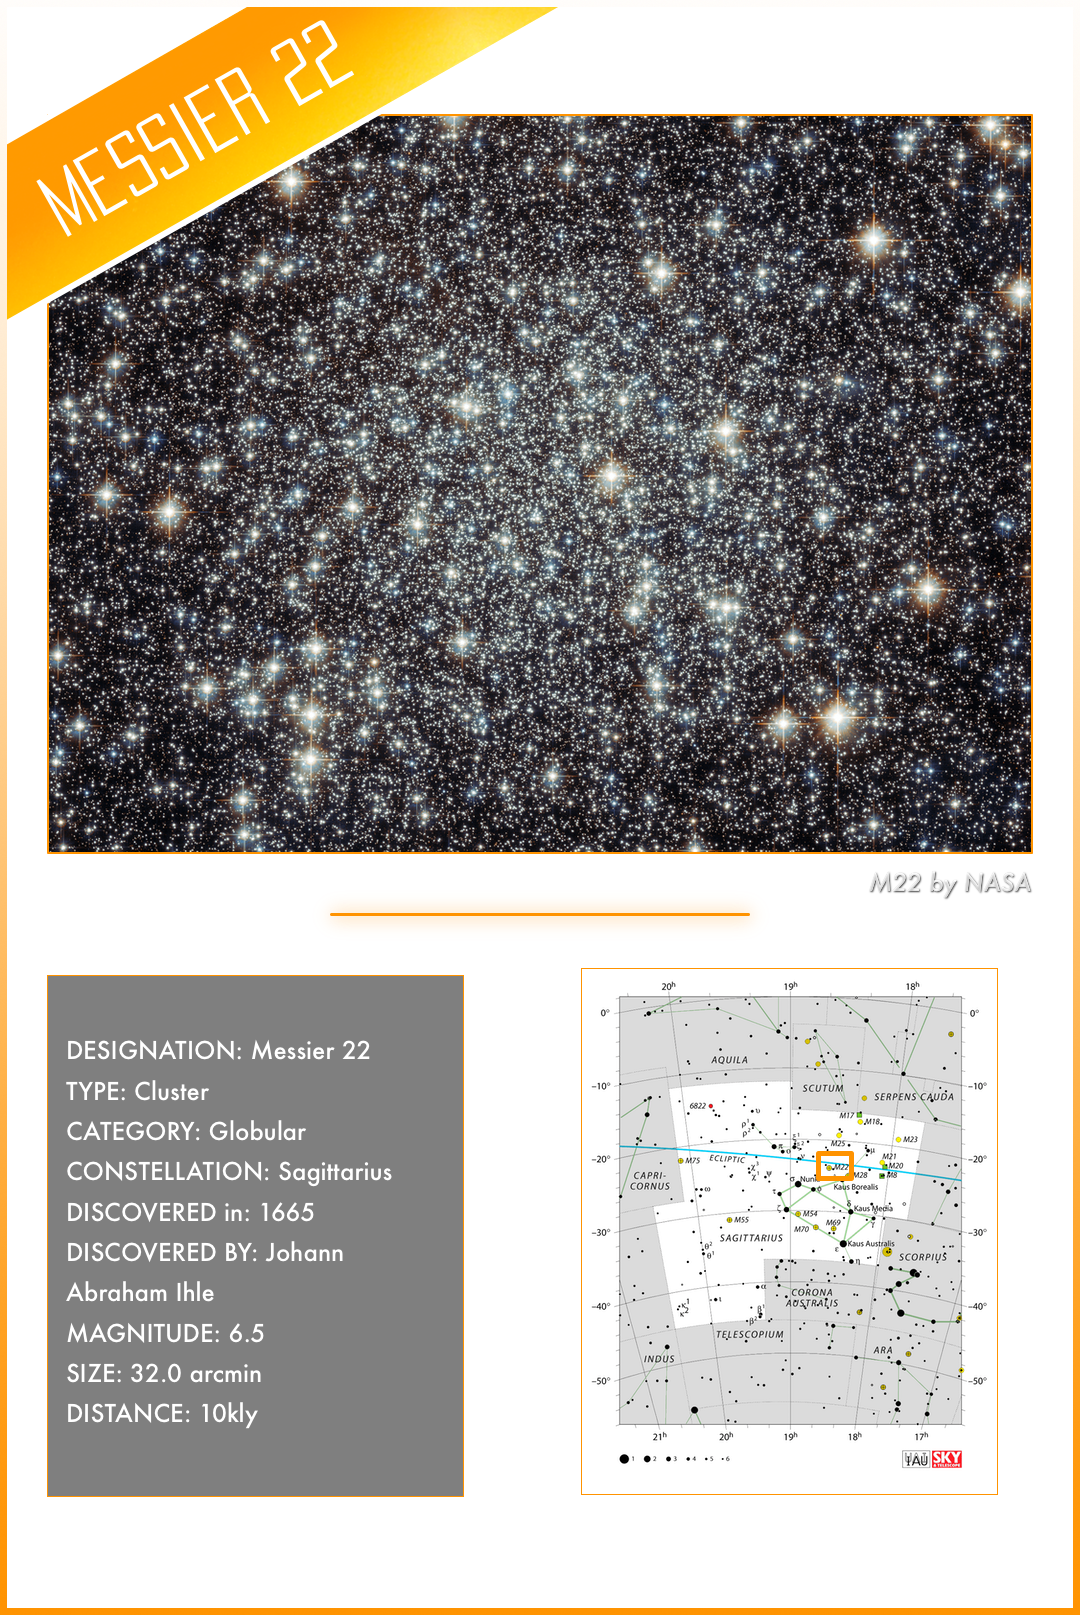 MESSIER 22
M22 by NASA
DESIGNATION: Messier 22
TYPE: Cluster
CATEGORY: Globular
CONSTELLATION: Sagittarius
DISCOVERED in: 1665
DISCOVERED BY: Johann
Abraham Ihle
MAGNITUDE: 6.5
SIZE: 32.0 arcmin
DISTANCE: 10kly
20h 19h 18h
0° 0°
AQUILA
–10° –10°
SCUTUM
SERPENS CAUDA
6822
M17
M18
M25
M23
–20° –20°
M75
ECLIPTIC
M21
M20
M22
M28
M8
CAPRI-
CORNUS
Kaus Borealis
Kaus Media
M55
M54
M70
M69
–30° –30°
SAGITTARIUS
Kaus Australis
SCORPIUS
CORONA
AUSTRALIS
–40° –40°
TELESCOPIUM
INDUS
ARA
–50° –50°
21h 20h 19h 18h 17h
1 2 3 4 5 6
IAU
SKY